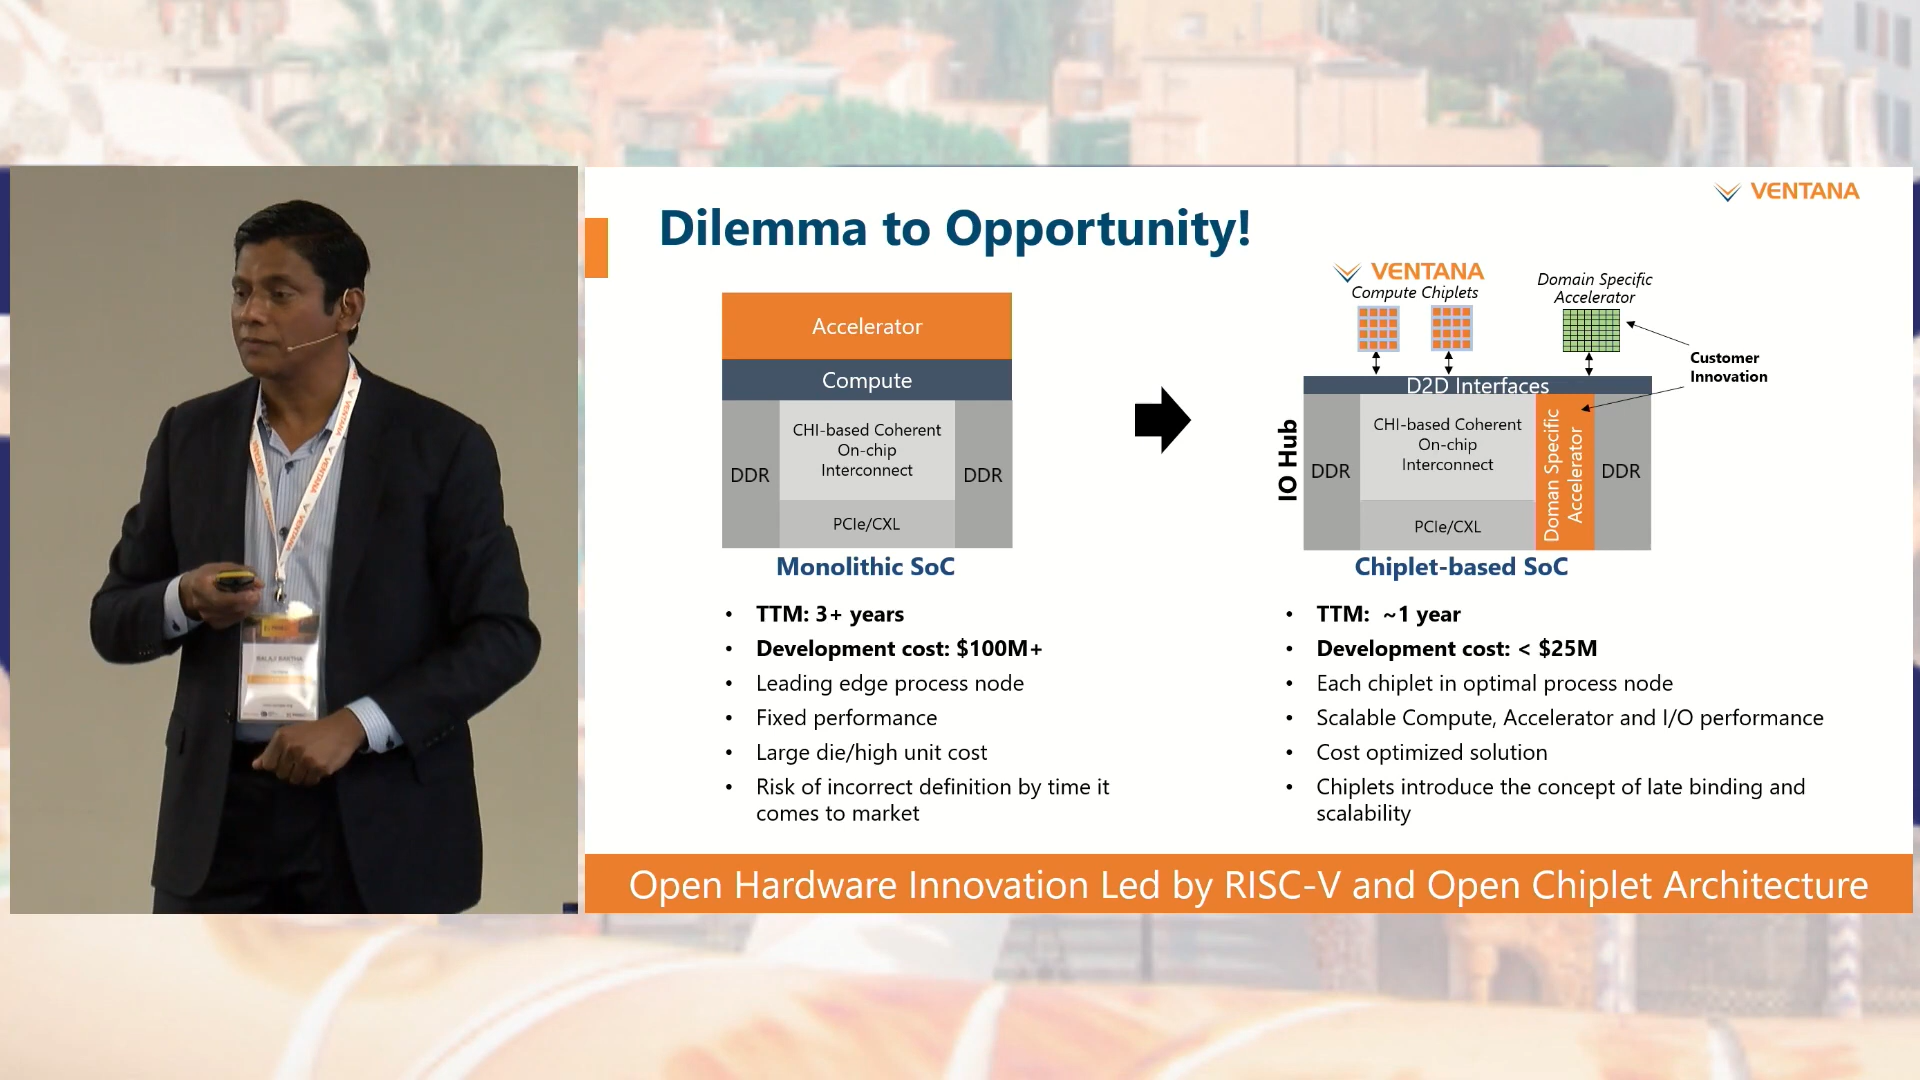 VENTANA
Dilemma to Opportunity!
Accelerator
Compute
DDR
CHI-based Coherent
On-chip
Interconnect
DDR
PCIe/CXL
Monolithic SoC
VENTANA
Compute Chiplets
Domain Specific
Accelerator
Customer
Innovation
D2D Interfaces
IO Hub
DDR
CHI-based Coherent
On-chip
Interconnect
Doman Specific
Accelerator
DDR
PCIe/CXL
Chiplet-based SoC
• TTM: 3+ years
• Development cost: $100M+
• Leading edge process node
• Fixed performance
• Large die/high unit cost
• Risk of incorrect definition by time it
comes to market
• TTM: ~1 year
• Development cost: < $25M
• Each chiplet in optimal process node
• Scalable Compute, Accelerator and I/O performance
• Cost optimized solution
• Chiplets introduce the concept of late binding and
scalability
Open Hardware Innovation Led by RISC-V and Open Chiplet Architecture
VENTANA
VENTANA
BALAJI BAKTHA